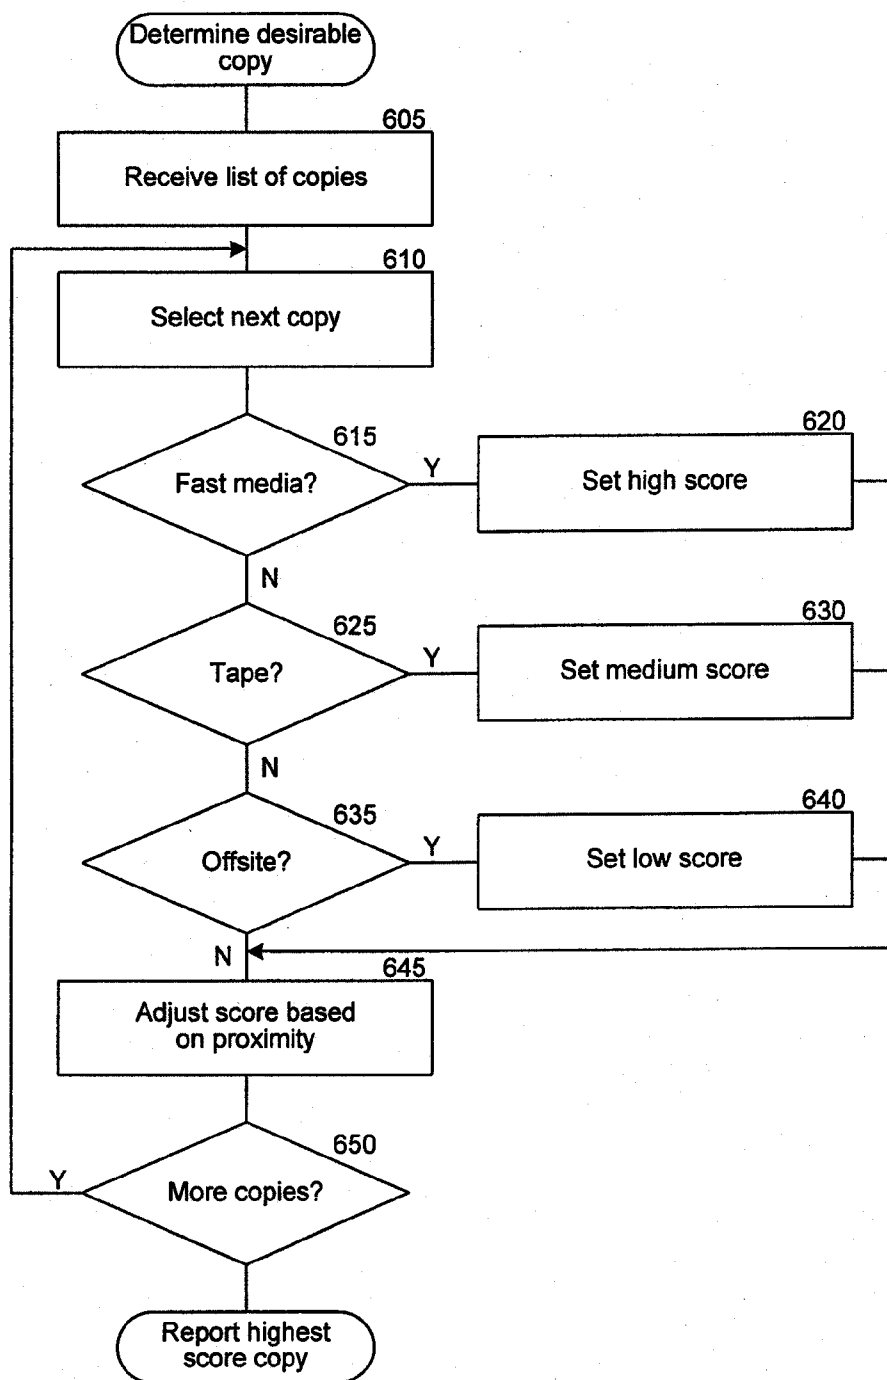 Determine desirable
copy
605
Receive list of copies
610
Select next copy
615
Fast media?
Y
620
Set high score
N
625
Tape?
Y
630
Set medium score
N
635
Offsite?
Y
640
Set low score
N
645
Adjust score based
on proximity
650
More copies?
Y
Report highest
score copy